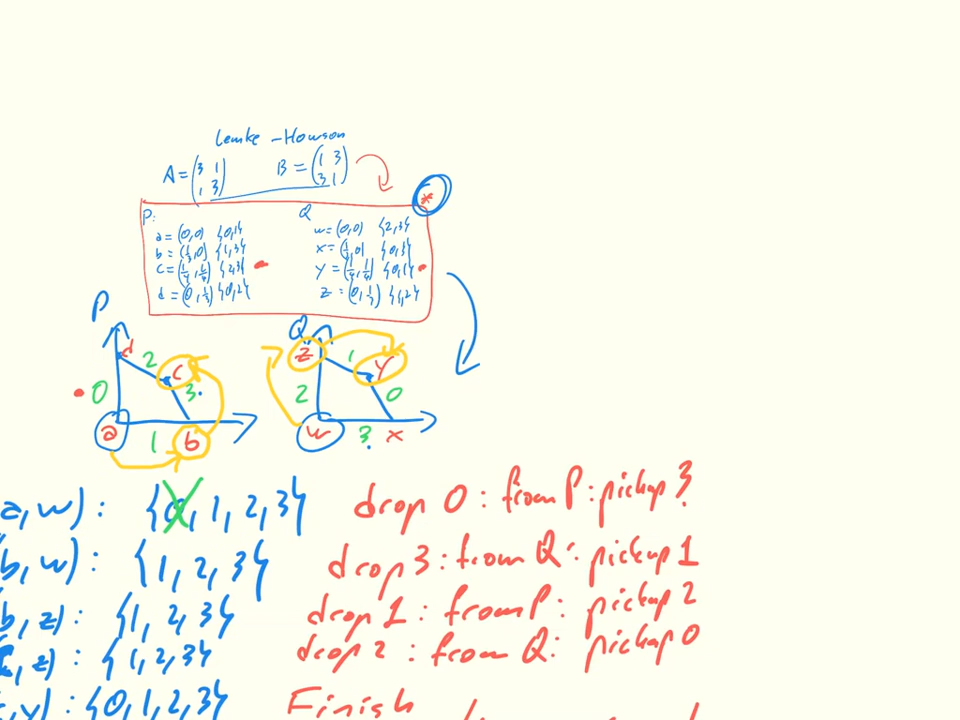 Lemke - Howson
A = (3 1
1 3) B = (1 3
3 1)
*
P: Q
a = (0,0) {0,1} w = (0,0) {2,3}
b = (1/3,0) {1,3} x = (1/3,0) {0,3}
c = (1/4,1/4) {2,3} y = (1/4,1/4) {0,1}
d = (0,1/3) {0,2} z = (0,1/3) {1,2}
P Q
d 2 c z 1 y
0 3 2 0
a 1 b w 3 x
a,w): {0,1,2,3} drop 0: from P: pickup 3
b,w): {1,2,3} drop 3: from Q: pickup 1
b,z): {1,2,3} drop 1: from P: pickup 2
,z): {1,2,3} drop 2: from Q: pickup 0
,y): {0,1,2,3} Finish